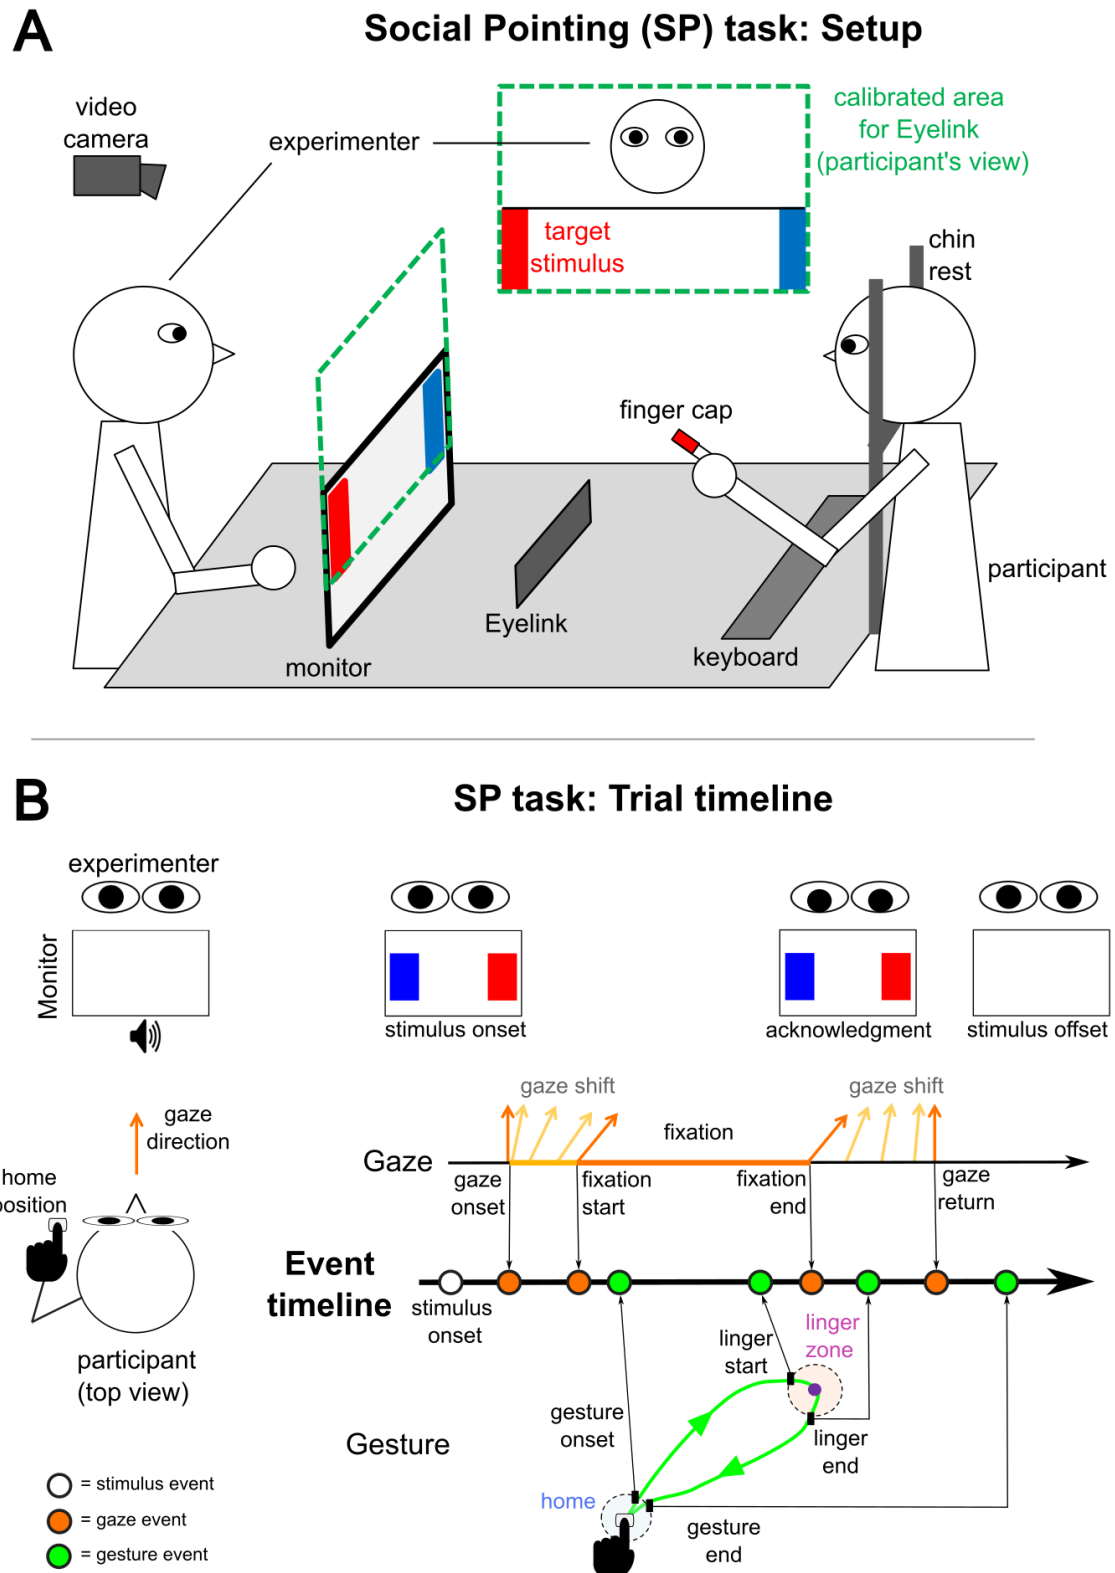 A
Social Pointing (SP) task: Setup
video
camera
experimenter
calibrated area
for Eyelink
(participant's view)
target
stimulus
chin
rest
finger cap
participant
Eyelink
keyboard
monitor
B
SP task: Trial timeline
experimenter
Monitor
stimulus onset
acknowledgment
stimulus offset
gaze
direction
gaze shift
gaze shift
fixation
Gaze
gaze
onset
fixation
start
fixation
end
gaze
return
home
position
Event
timeline
stimulus
onset
linger
start
linger
zone
participant
(top view)
gesture
onset
Gesture
linger
end
home
gesture
end
= stimulus event
= gaze event
= gesture event